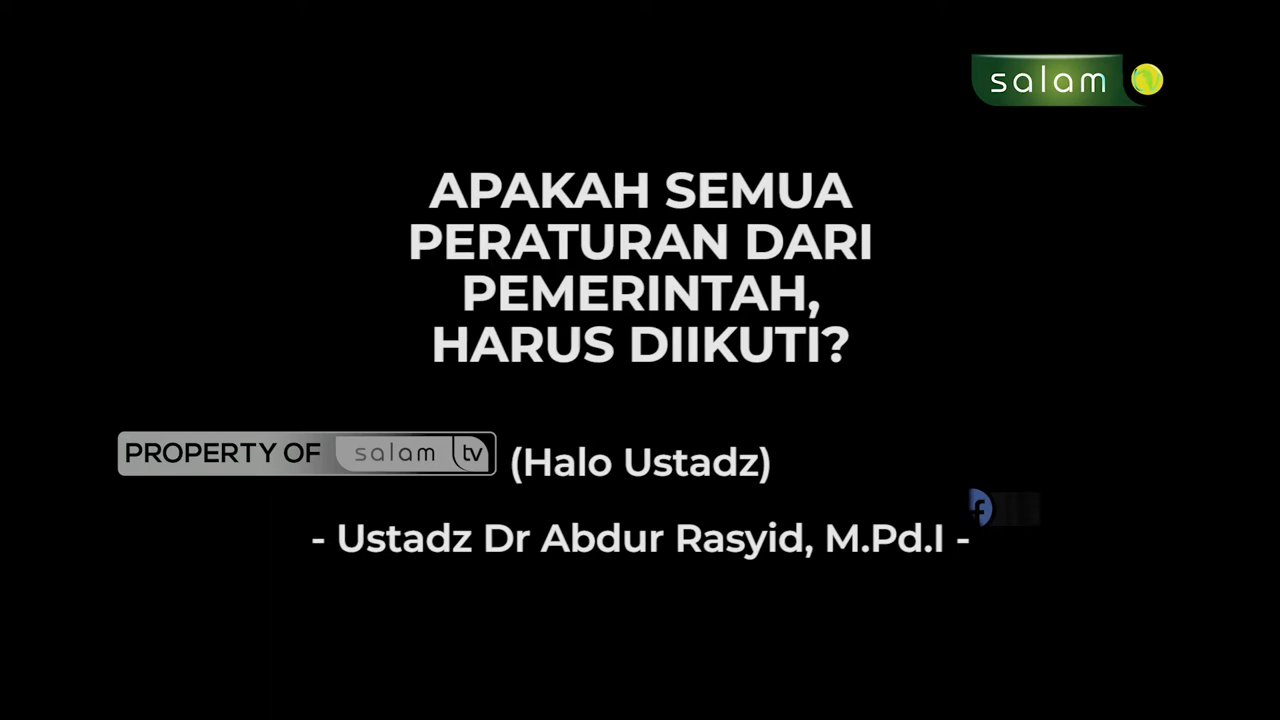 salam
APAKAH SEMUA
PERATURAN DARI
PEMERINTAH,
HARUS DIIKUTI?
PROPERTY OF salam tv
(Halo Ustadz)
f
- Ustadz Dr Abdur Rasyid, M.Pd.I -